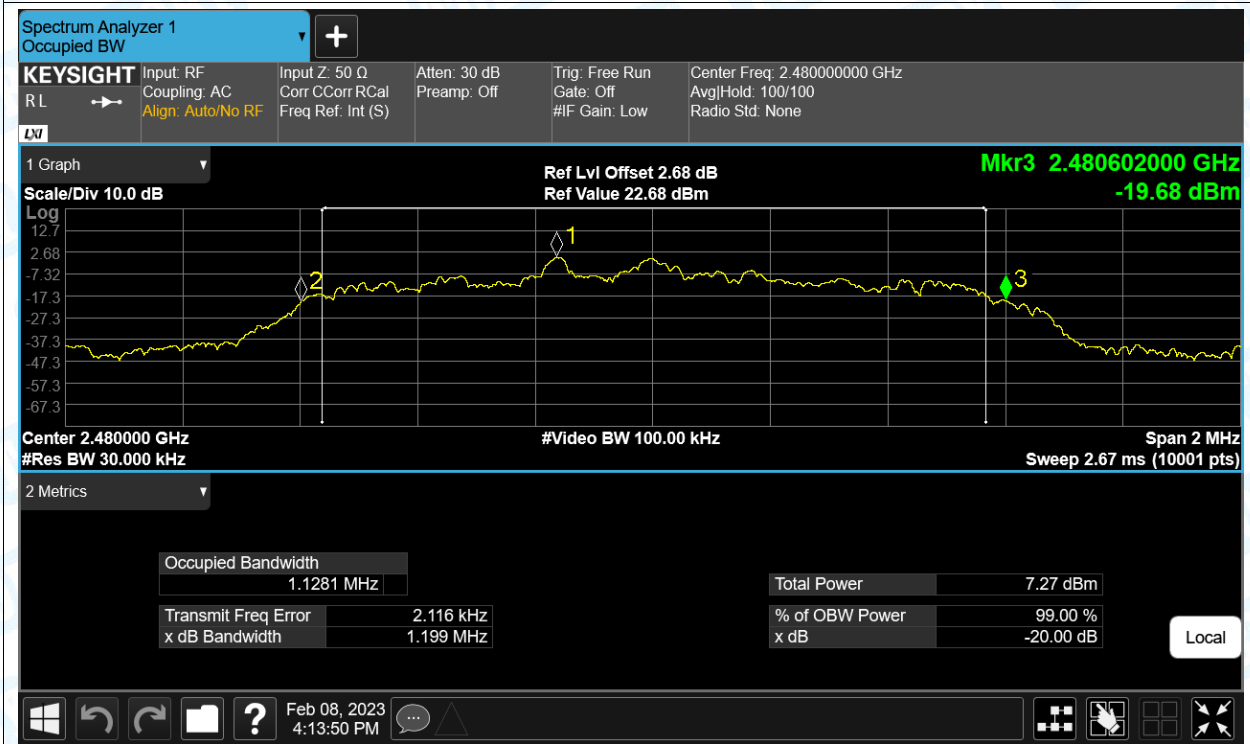 Spectrum Analyzer 1
Occupied BW
KEYSIGHT
R L
LXI
Input: RF
Coupling: AC
Align: Auto/No RF
Input Z: 50 Ω
Corr CCorr RCal
Freq Ref: Int (S)
Atten: 30 dB
Preamp: Off
Trig: Free Run
Gate: Off
#IF Gain: Low
Center Freq: 2.480000000 GHz
Avg|Hold: 100/100
Radio Std: None
1 Graph
Scale/Div 10.0 dB
Ref Lvl Offset 2.68 dB
Ref Value 22.68 dBm
Mkr3 2.480602000 GHz
-19.68 dBm
Log
12.7
2.68
-7.32
-17.3
-27.3
-37.3
-47.3
-57.3
-67.3
1
2
3
Center 2.480000 GHz
#Res BW 30.000 kHz
#Video BW 100.00 kHz
Span 2 MHz
Sweep 2.67 ms (10001 pts)
2 Metrics
Occupied Bandwidth
1.1281 MHz
Transmit Freq Error 2.116 kHz
x dB Bandwidth 1.199 MHz
Total Power 7.27 dBm
% of OBW Power 99.00 %
x dB -20.00 dB
Local
?
Feb 08, 2023
4:13:50 PM